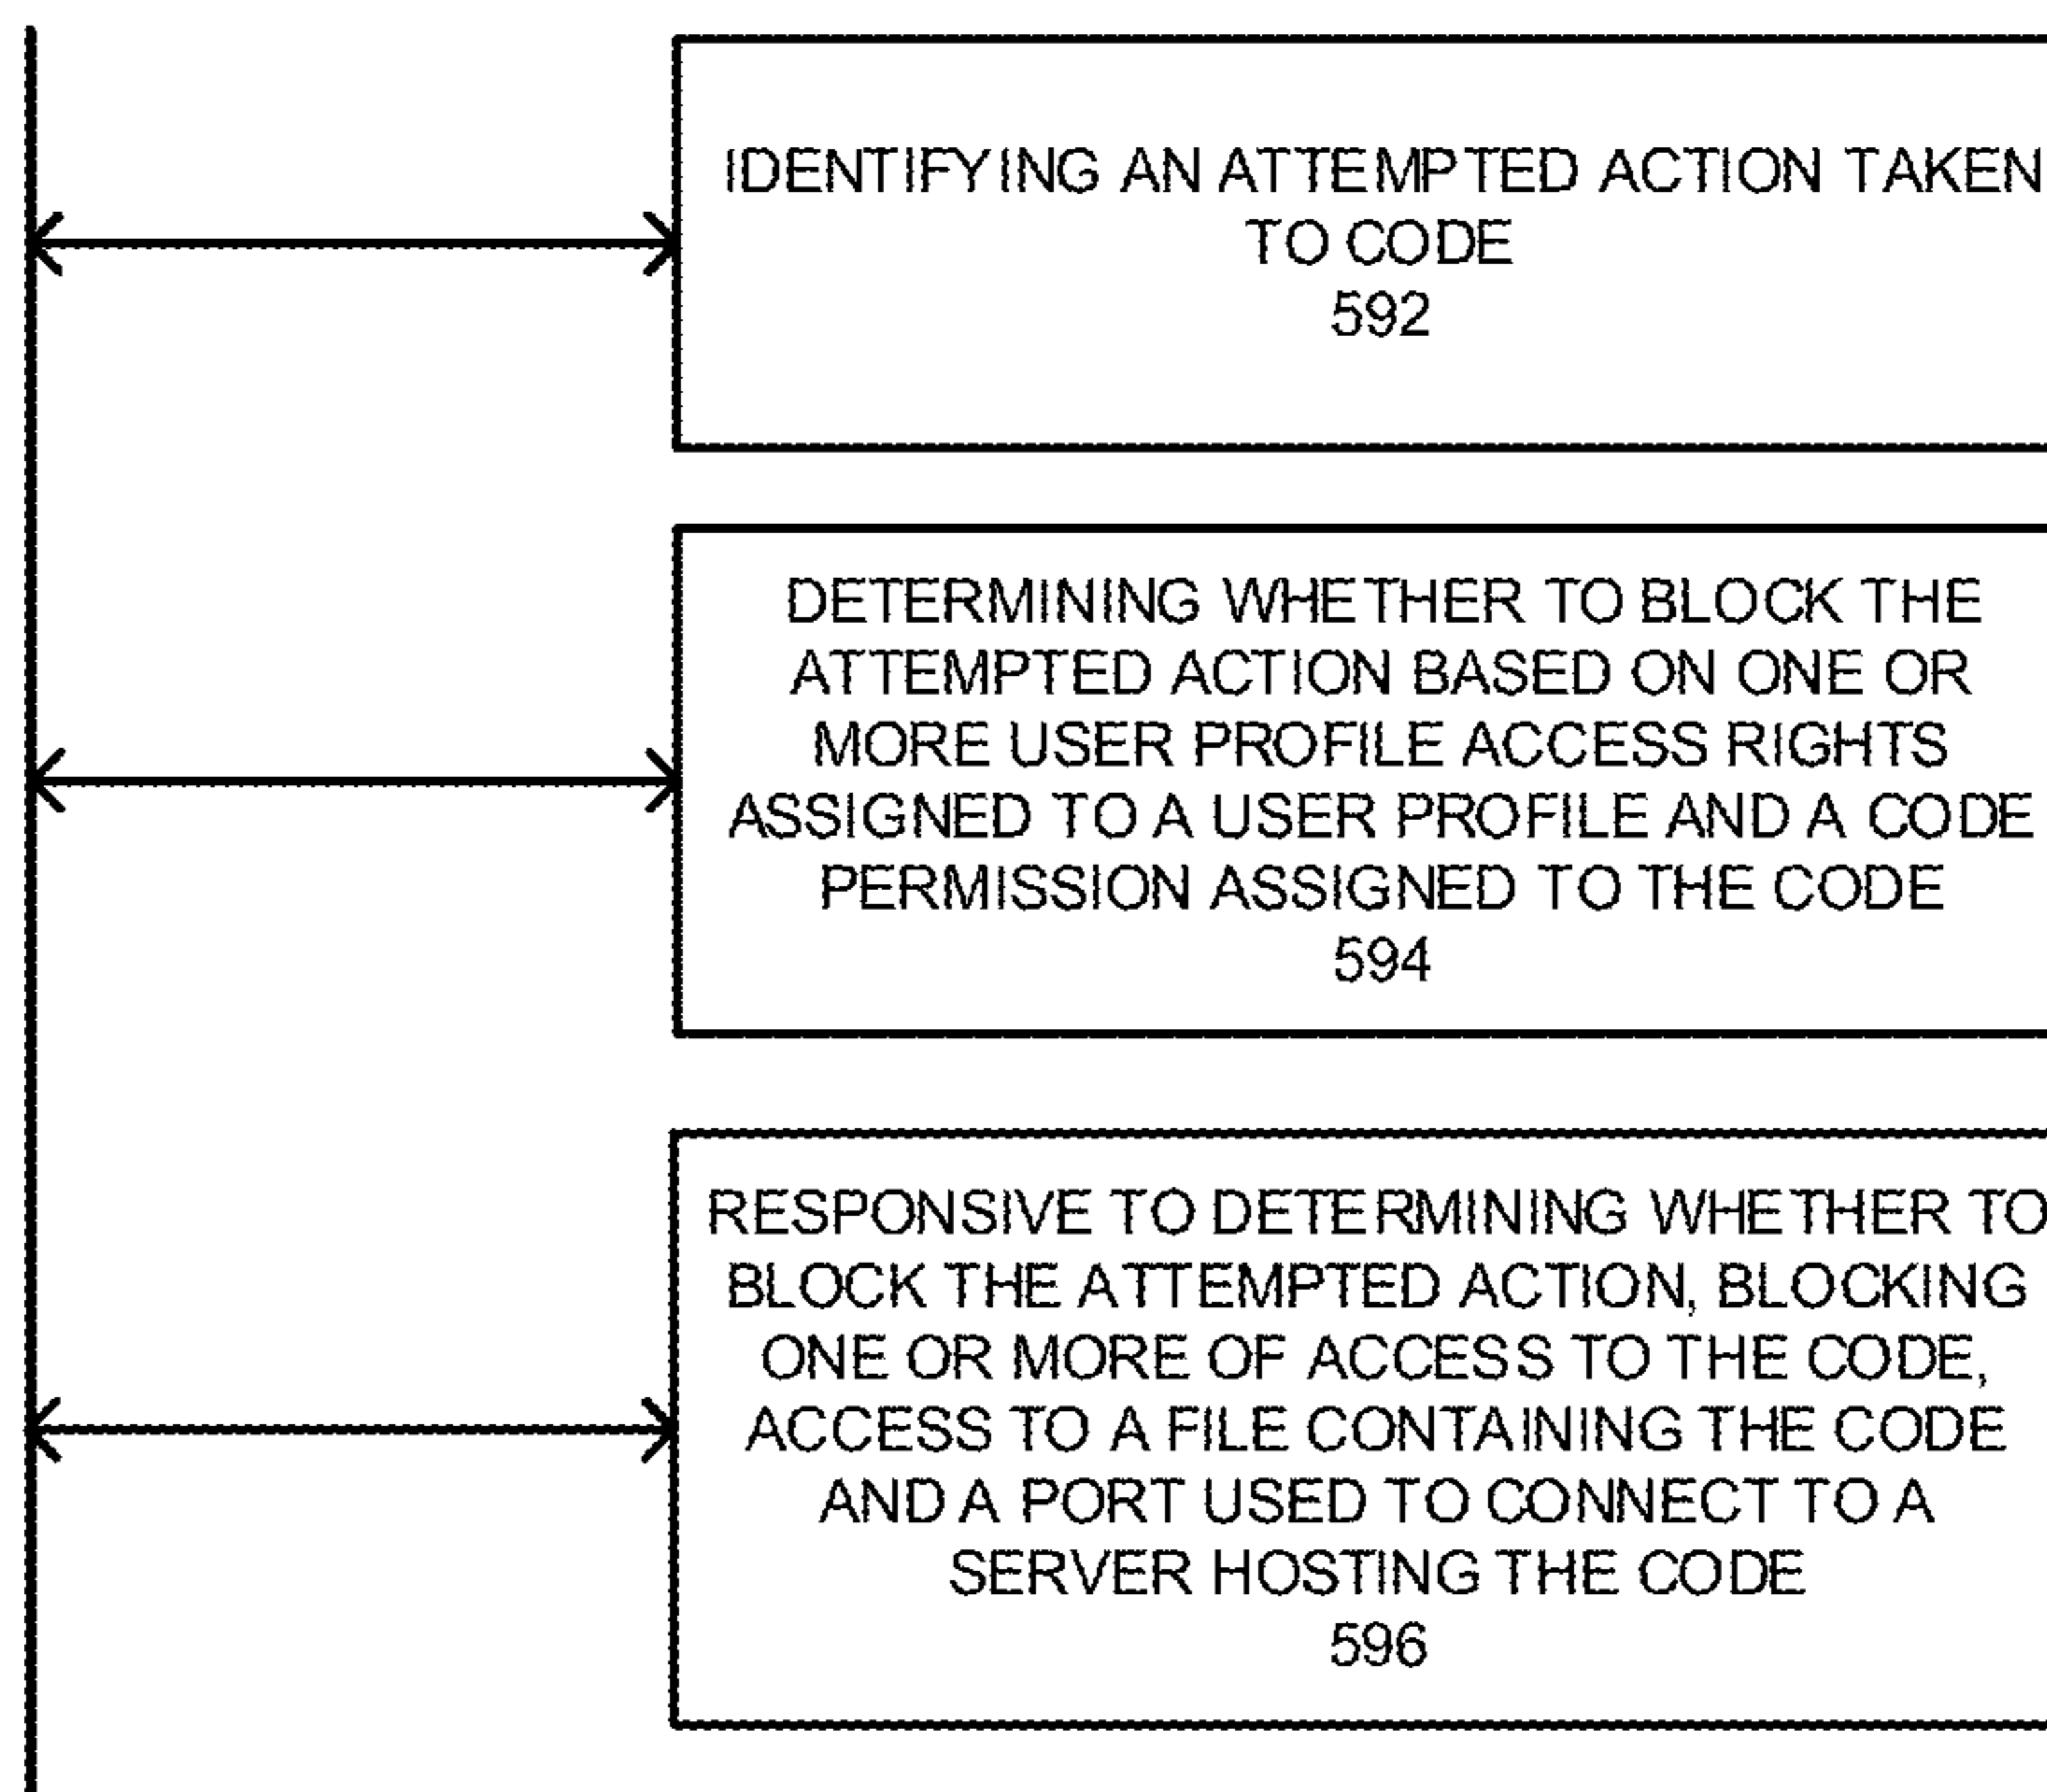 IDENTIFYING AN ATTEMPTED ACTION TAKEN
TO CODE
592
DETERMINING WHETHER TO BLOCK THE
ATTEMPTED ACTION BASED ON ONE OR
MORE USER PROFILE ACCESS RIGHTS
ASSIGNED TO A USER PROFILE AND A CODE
PERMISSION ASSIGNED TO THE CODE
594
RESPONSIVE TO DETERMINING WHETHER TO
BLOCK THE ATTEMPTED ACTION, BLOCKING
ONE OR MORE OF ACCESS TO THE CODE,
ACCESS TO A FILE CONTAINING THE CODE
AND A PORT USED TO CONNECT TO A
SERVER HOSTING THE CODE
596